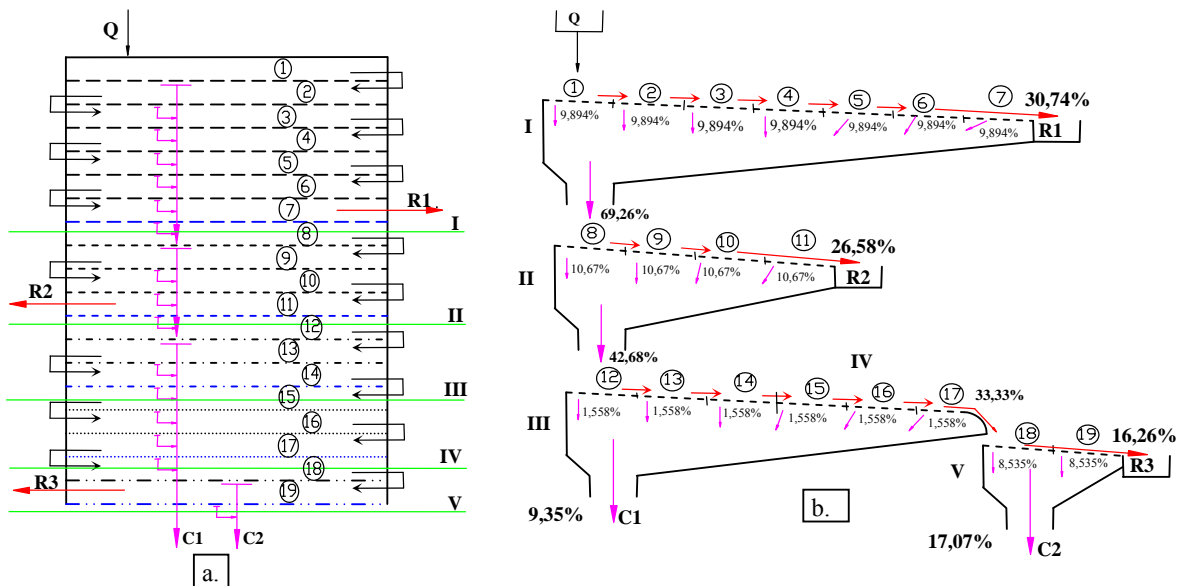 Q
①
②
③
④
⑤
⑥
⑦
R1
I
⑧
⑨
⑩
⑪
R2
II
⑫
⑬
⑭
III
⑮
⑯
⑰
IV
⑱
R3
⑲
V
C1 C2
a.
Q
① ② ③ ④ ⑤ ⑥ ⑦ 30,74%
I 9,894% 9,894% 9,894% 9,894% 9,894% 9,894% 9,894% R1
69,26%
⑧ ⑨ ⑩ ⑪ 26,58%
II 10,67% 10,67% 10,67% 10,67% R2
42,68% IV
⑫ ⑬ ⑭ ⑮ ⑯ ⑰ 33,33%
III 1,558% 1,558% 1,558% 1,558% 1,558% 1,558%
⑱ ⑲ 16,26%
V 8,535% 8,535% R3
9,35% C1 b.
17,07% C2